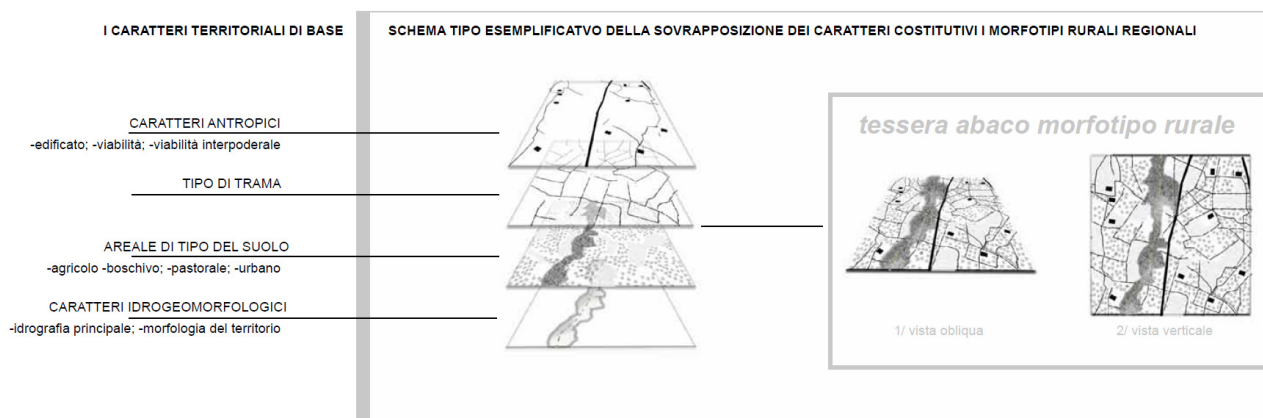 I CARATTERI TERRITORIALI DI BASE
SCHEMA TIPO ESEMPLIFICATVO DELLA SOVRAPPOSIZIONE DEI CARATTERI COSTITUTIVI I MORFOTIPI RURALI REGIONALI
CARATTERI ANTROPICI
-edificato; -viabilità; -viabilità interpoderale
TIPO DI TRAMA
AREALE DI TIPO DEL SUOLO
-agricolo -boschivo; -pastorale; -urbano
CARATTERI IDROGEOMORFOLOGICI
-idrografia principale; -morfologia del territorio
tessera abaco morfotipo rurale
1/ vista obliqua
2/ vista verticale